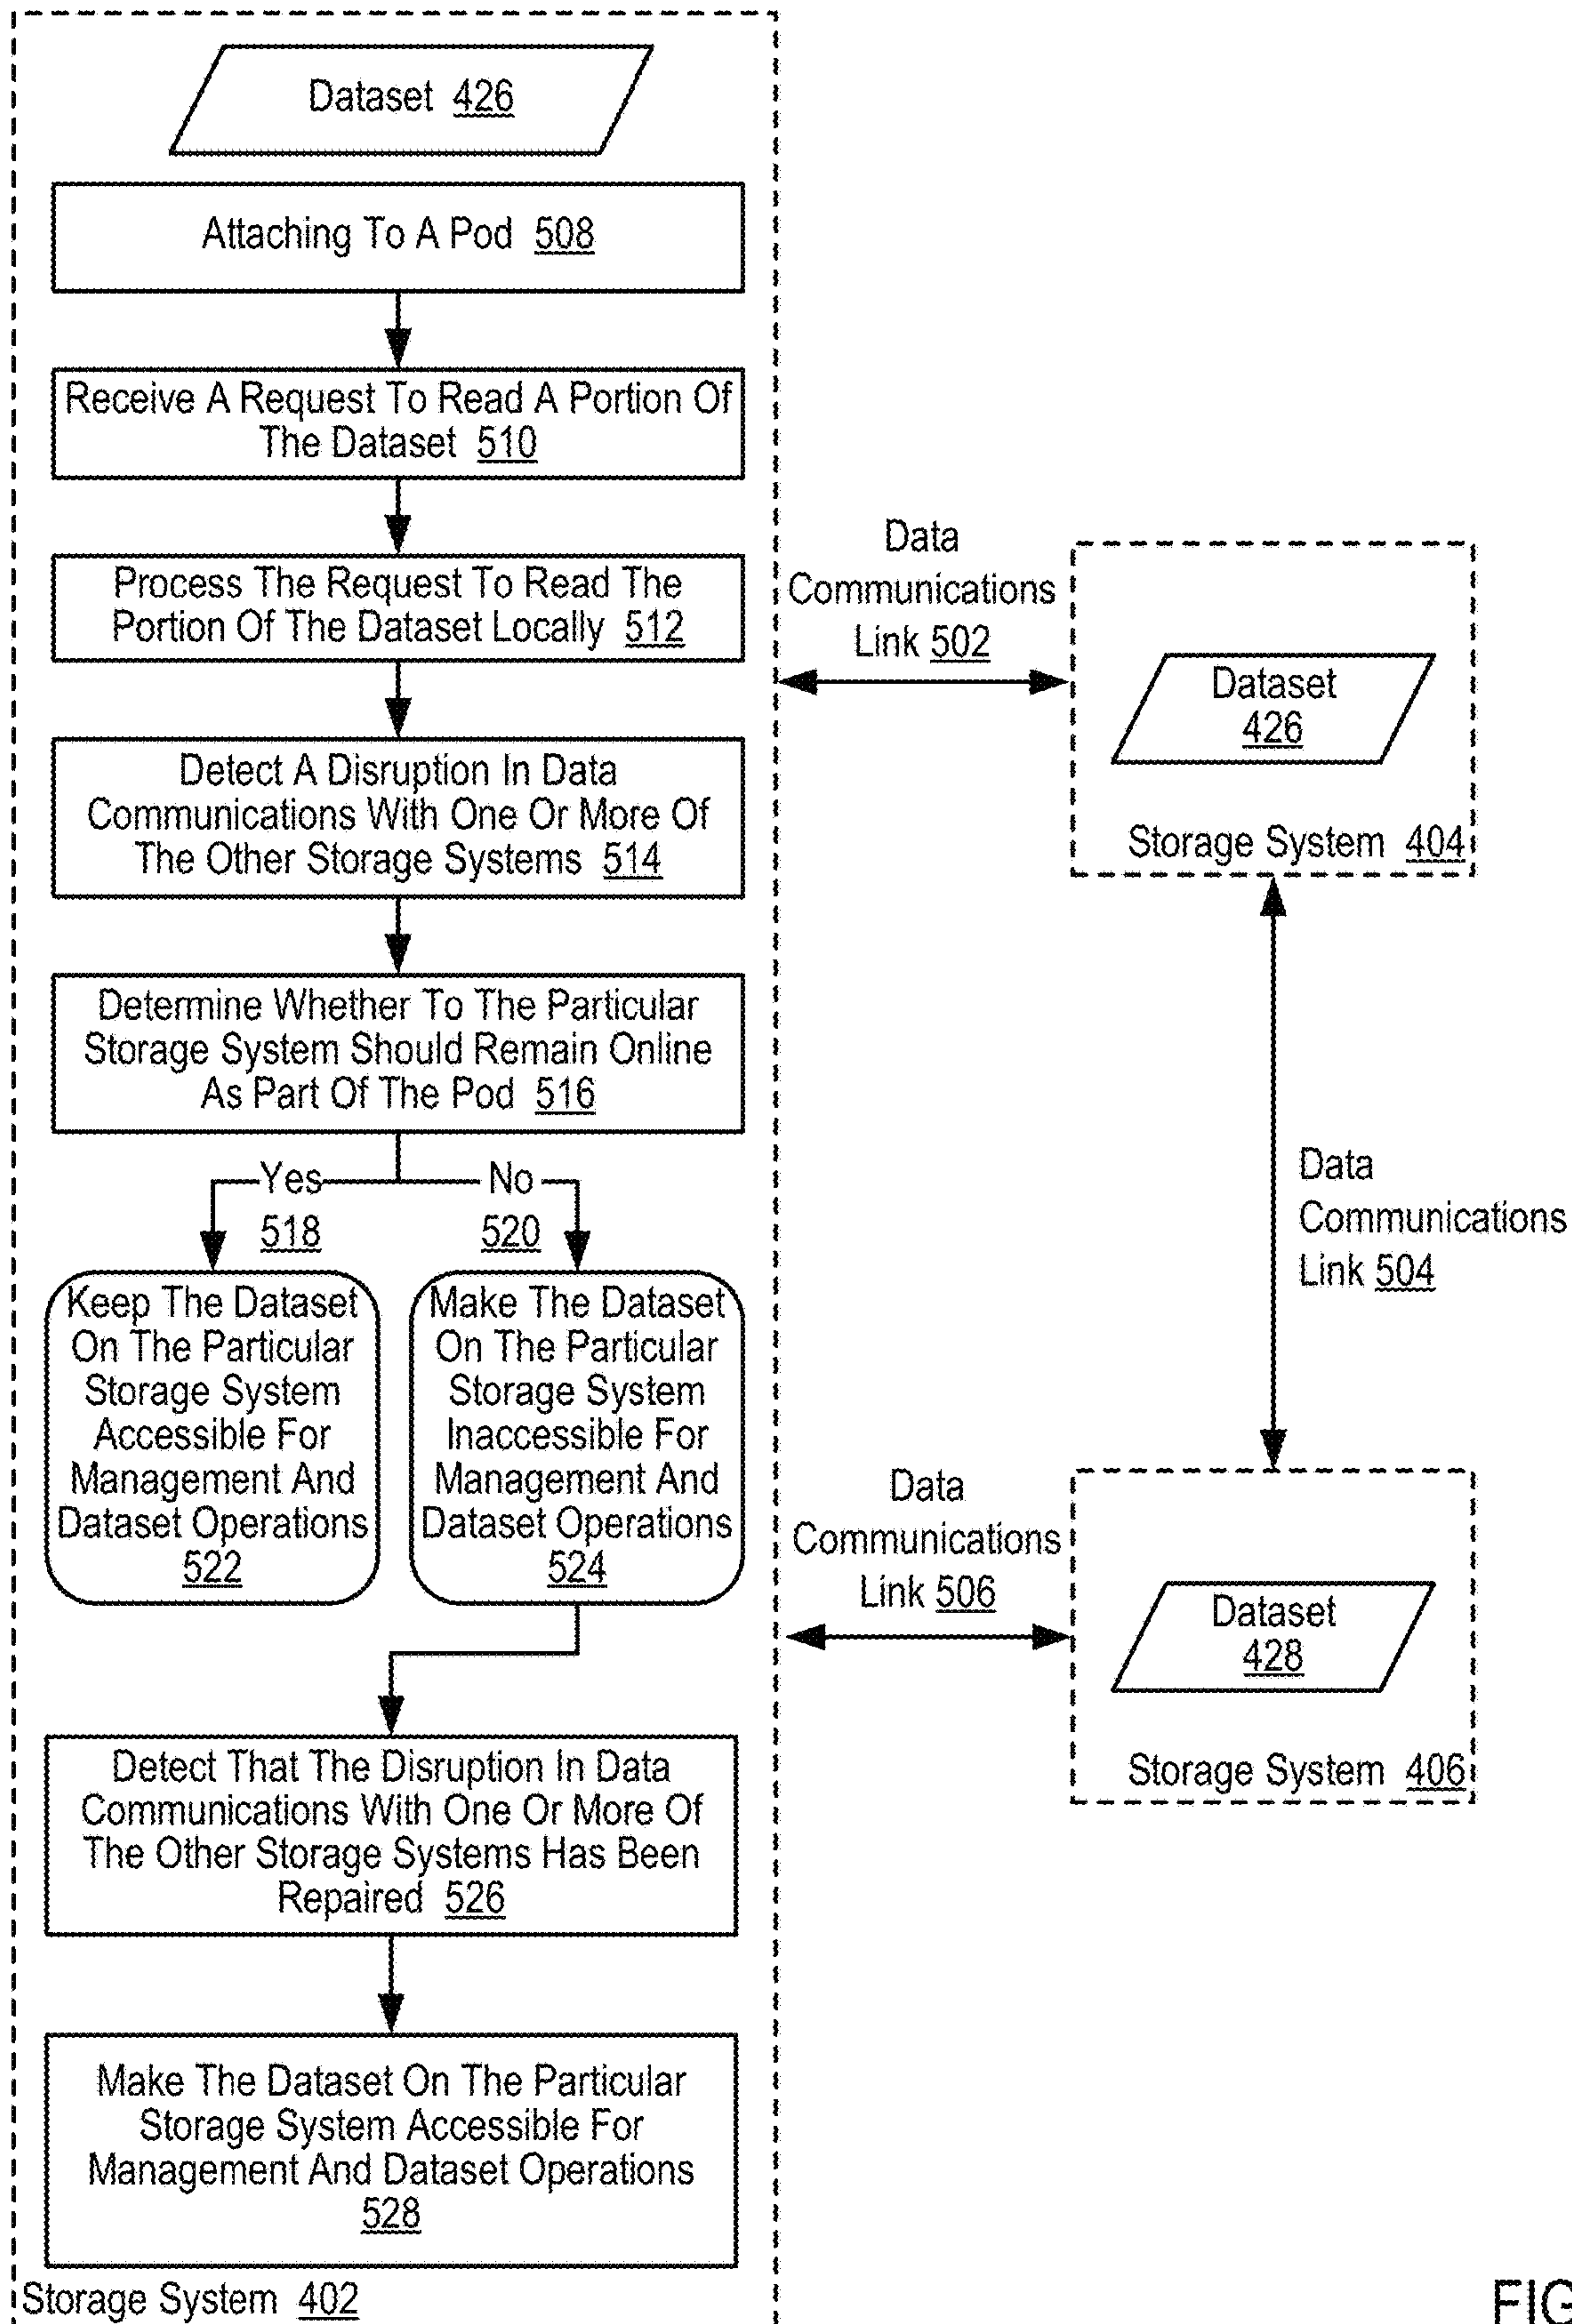 Dataset 426
Attaching To A Pod 508
Receive A Request To Read A Portion Of
The Dataset 510
Process The Request To Read The
Portion Of The Dataset Locally 512
Detect A Disruption In Data
Communications With One Or More Of
The Other Storage Systems 514
Determine Whether To The Particular
Storage System Should Remain Online
As Part Of The Pod 516
Yes
518
No
520
Keep The Dataset
On The Particular
Storage System
Accessible For
Management And
Dataset Operations
522
Make The Dataset
On The Particular
Storage System
Inaccessible For
Management And
Dataset Operations
524
Detect That The Disruption In Data
Communications With One Or More Of
The Other Storage Systems Has Been
Repaired 526
Make The Dataset On The Particular
Storage System Accessible For
Management And Dataset Operations
528
Storage System 402
Data
Communications
Link 502
Dataset
426
Storage System 404
Data
Communications
Link 504
Data
Communications
Link 506
Dataset
428
Storage System 406
FIG